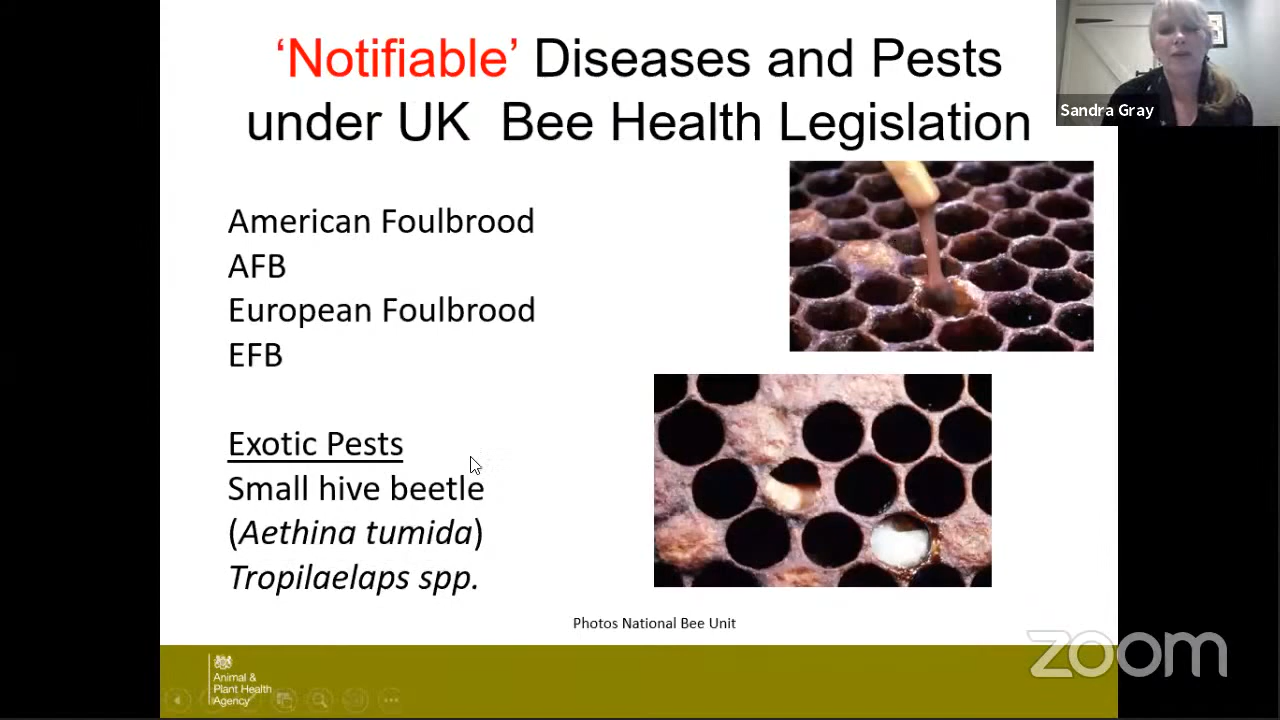 ‘Notifiable’ Diseases and Pests
under UK Bee Health Legislation
Sandra Gray
American Foulbrood
AFB
European Foulbrood
EFB
Exotic Pests
Small hive beetle
(Aethina tumida)
Tropilaelaps spp.
Photos National Bee Unit
zoom
Animal &
Plant Health
Agency